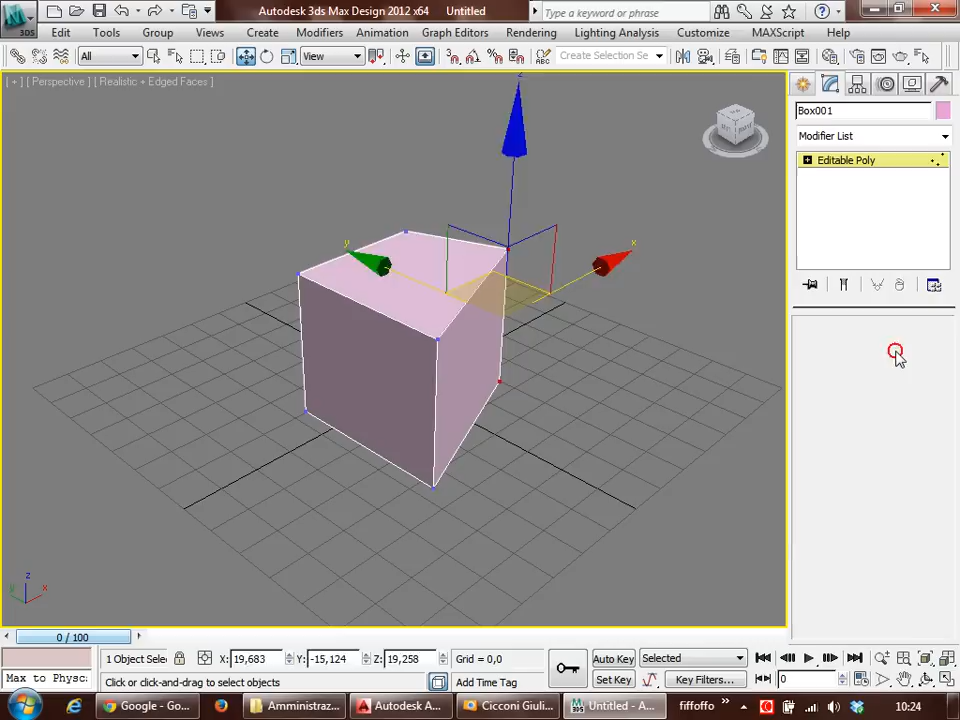 Autodesk 3ds Max Design 2012 x64 Untitled
Type a keyword or phrase
3DS
Edit Tools Group Views Create Modifiers Animation Graph Editors Rendering Lighting Analysis Customize MAXScript Help
All
View
Create Selection Se
[ + ] [ Perspective ] [ Realistic + Edged Faces ]
Box001
Modifier List
Editable Poly
z
y
x
z
x
0 / 100
1 Object Sele
X: 19,683
Y: -15,124
Z: 19,258
Grid = 0,0
Auto Key
Selected
Max to Physc:
Click or click-and-drag to select objects
Add Time Tag
Set Key
Key Filters...
0
Google - Go...
Amministraz...
Autodesk A...
Cicconi Giuli...
Untitled - A...
fiffoffo
10:24